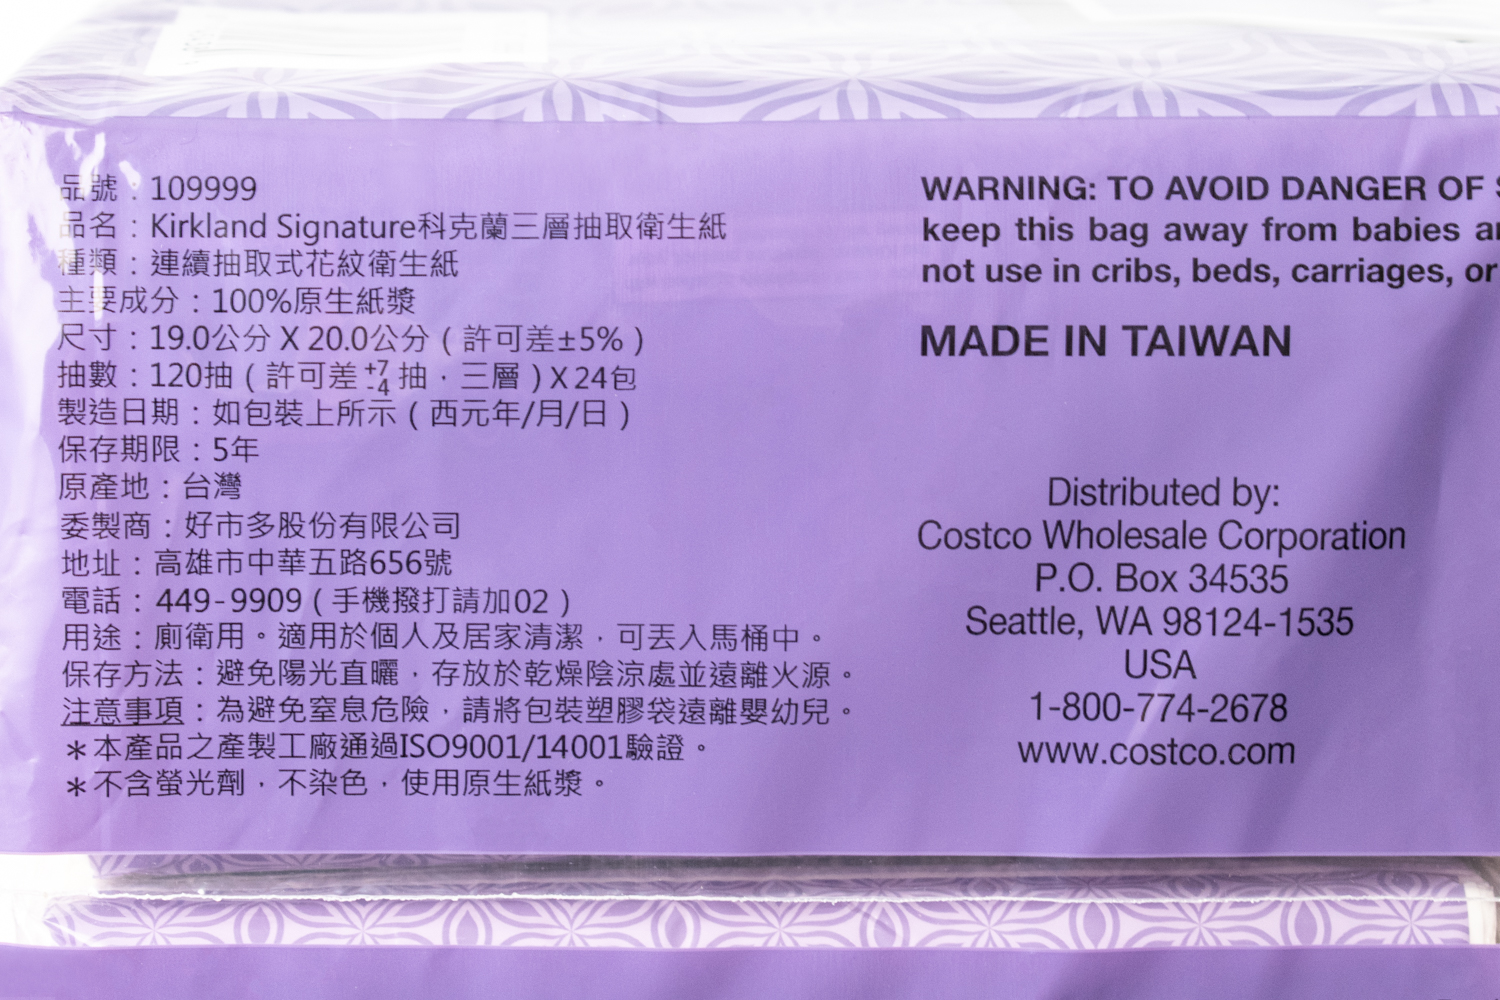 品號：109999
品名：Kirkland Signature科克蘭三層抽取衛生紙
種類：連續抽取式花紋衛生紙
主要成分：100%原生紙漿
尺寸：19.0公分 X 20.0公分（許可差±5%）
抽數：120抽（許可差+7-4抽，三層）X 24包
製造日期：如包裝上所示（西元年/月/日）
保存期限：5年
原產地：台灣
委製商：好市多股份有限公司
地址：高雄市中華五路656號
電話：449-9909（手機撥打請加02）
用途：廁衛用。適用於個人及居家清潔，可丟入馬桶中。
保存方法：避免陽光直曬，存放於乾燥陰涼處並遠離火源。
注意事項：為避免窒息危險，請將包裝塑膠袋遠離嬰幼兒。
＊本產品之產製工廠通過ISO9001/14001驗證。
＊不含螢光劑，不染色，使用原生紙漿。
WARNING: TO AVOID DANGER OF
keep this bag away from babies
not use in cribs, beds, carriages, or
MADE IN TAIWAN
Distributed by:
Costco Wholesale Corporation
P.O. Box 34535
Seattle, WA 98124-1535
USA
1-800-774-2678
www.costco.com